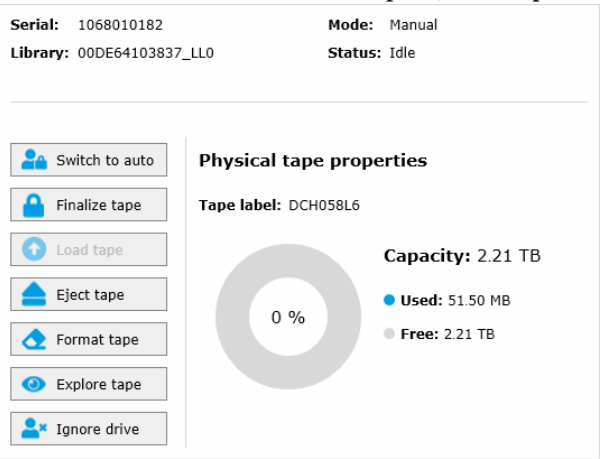 Serial: 1068010182
Mode: Manual
Library: 00DE64103837_LL0
Status: Idle
Switch to auto
Finalize tape
Load tape
Eject tape
Format tape
Explore tape
Ignore drive
Physical tape properties
Tape label: DCH058L6
0 %
Capacity: 2.21 TB
Used: 51.50 MB
Free: 2.21 TB